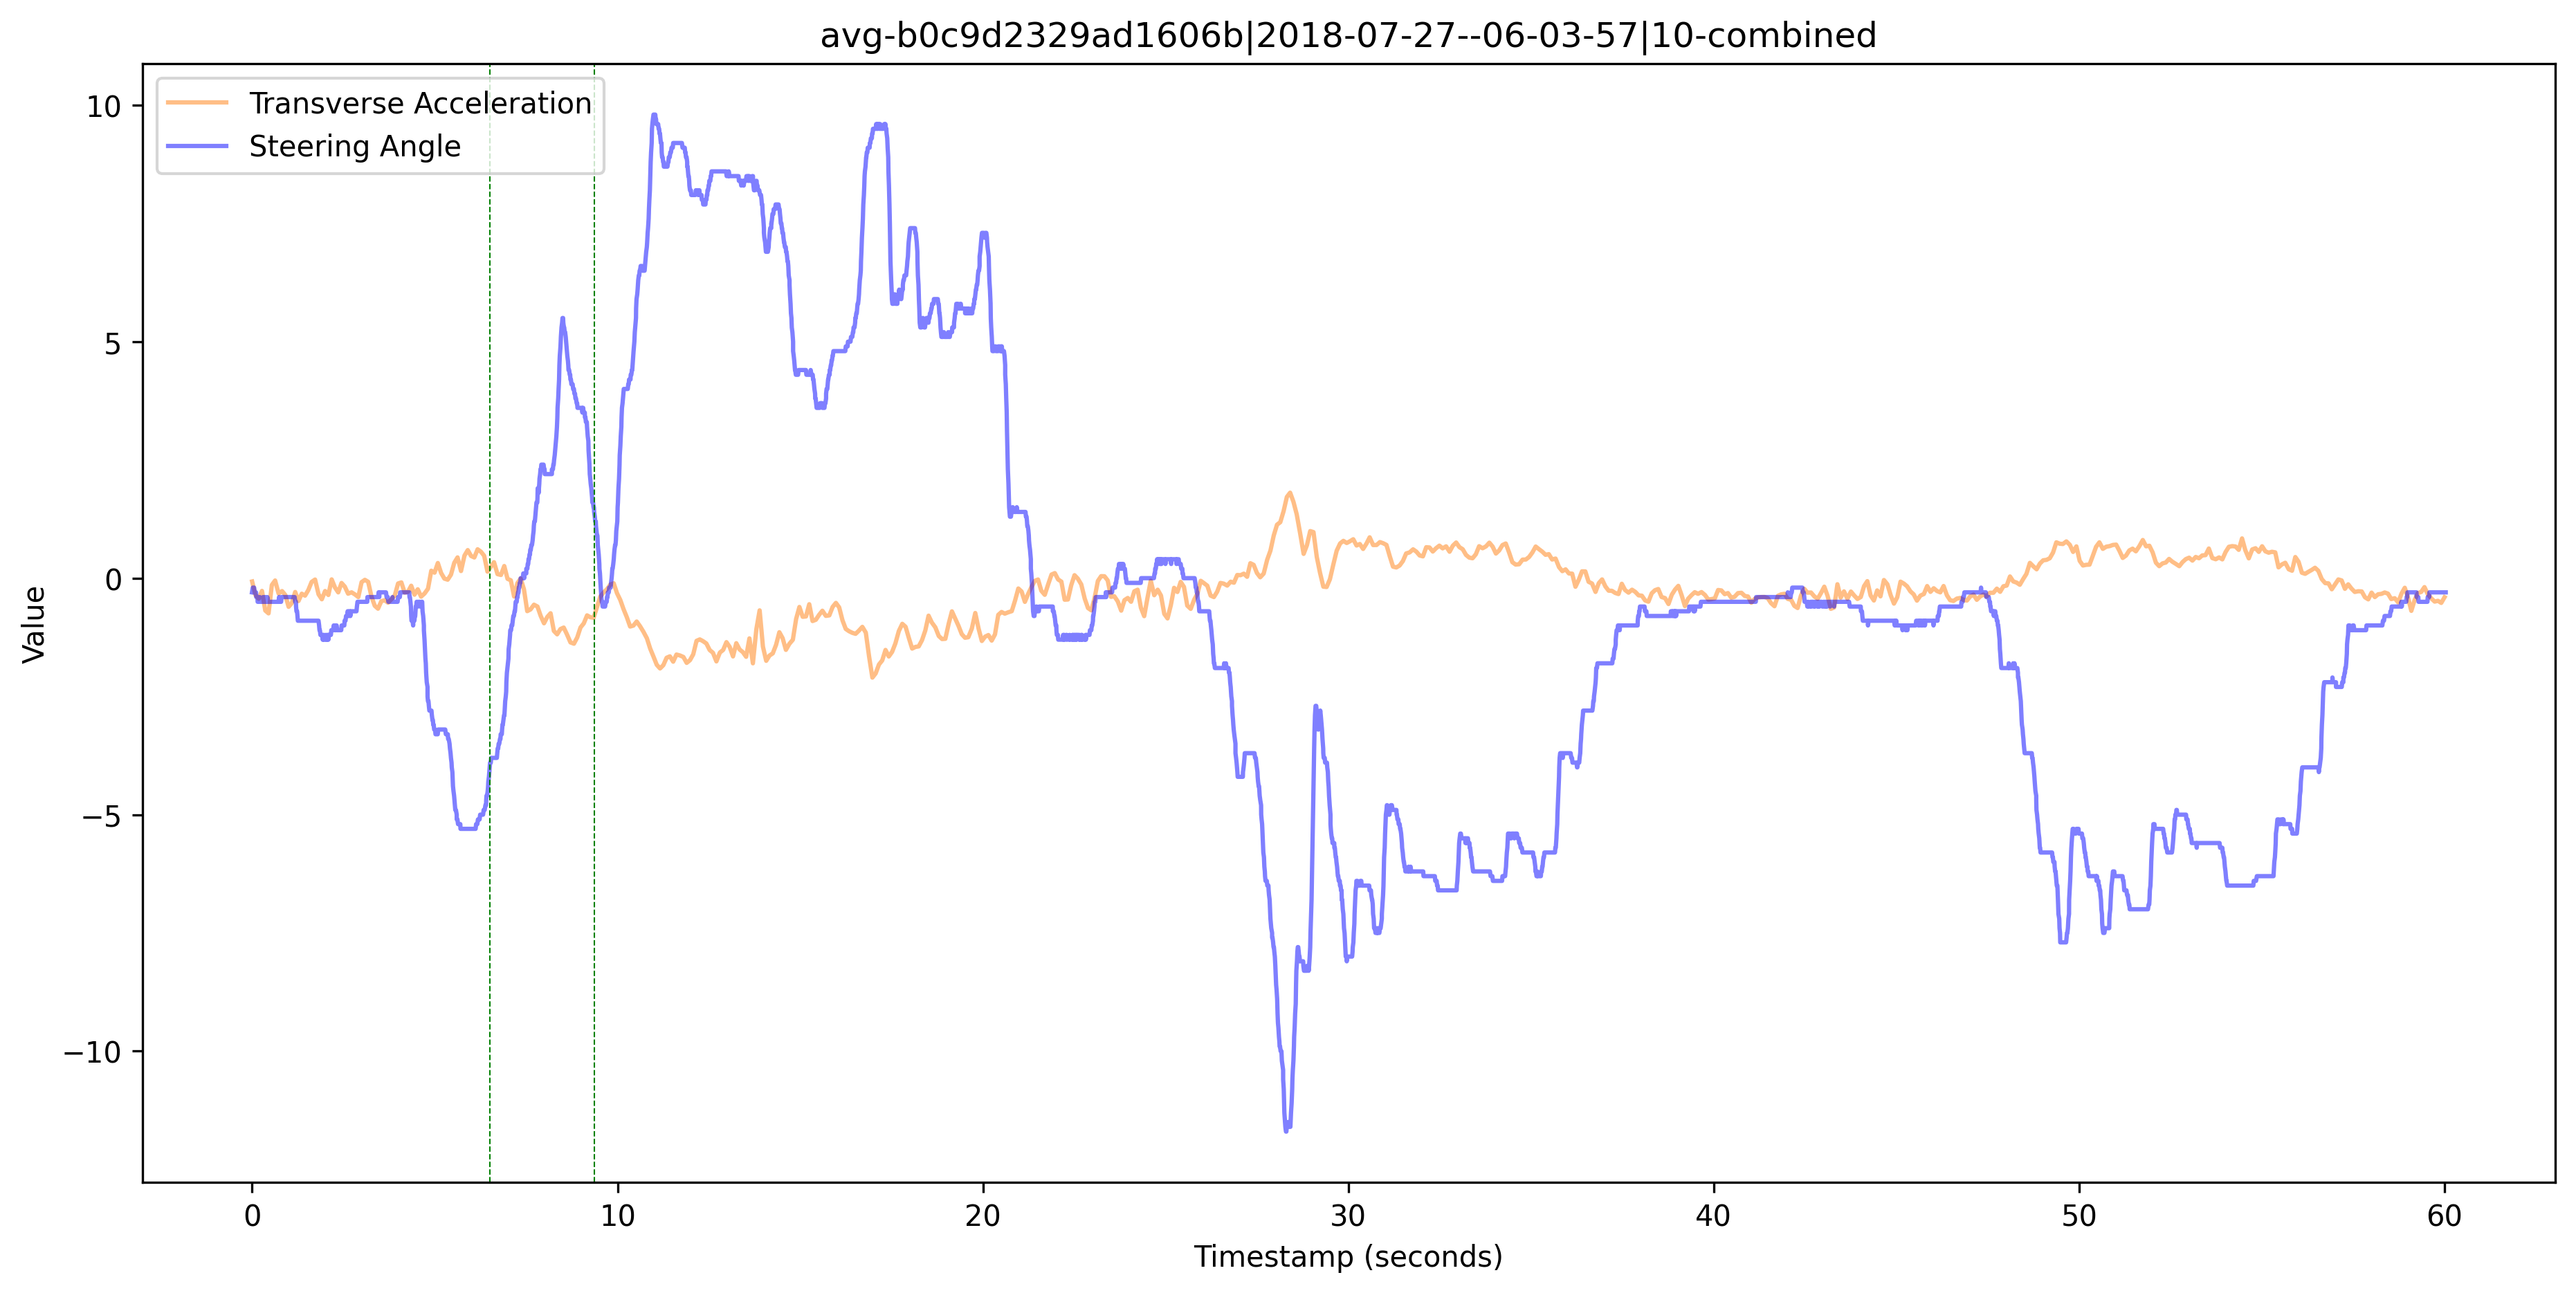 avg-b0c9d2329ad1606b|2018-07-27--06-03-57|10-combined
Transverse Acceleration
Steering Angle
10
5
0
−5
−10
Value
0 10 20 30 40 50 60
Timestamp (seconds)